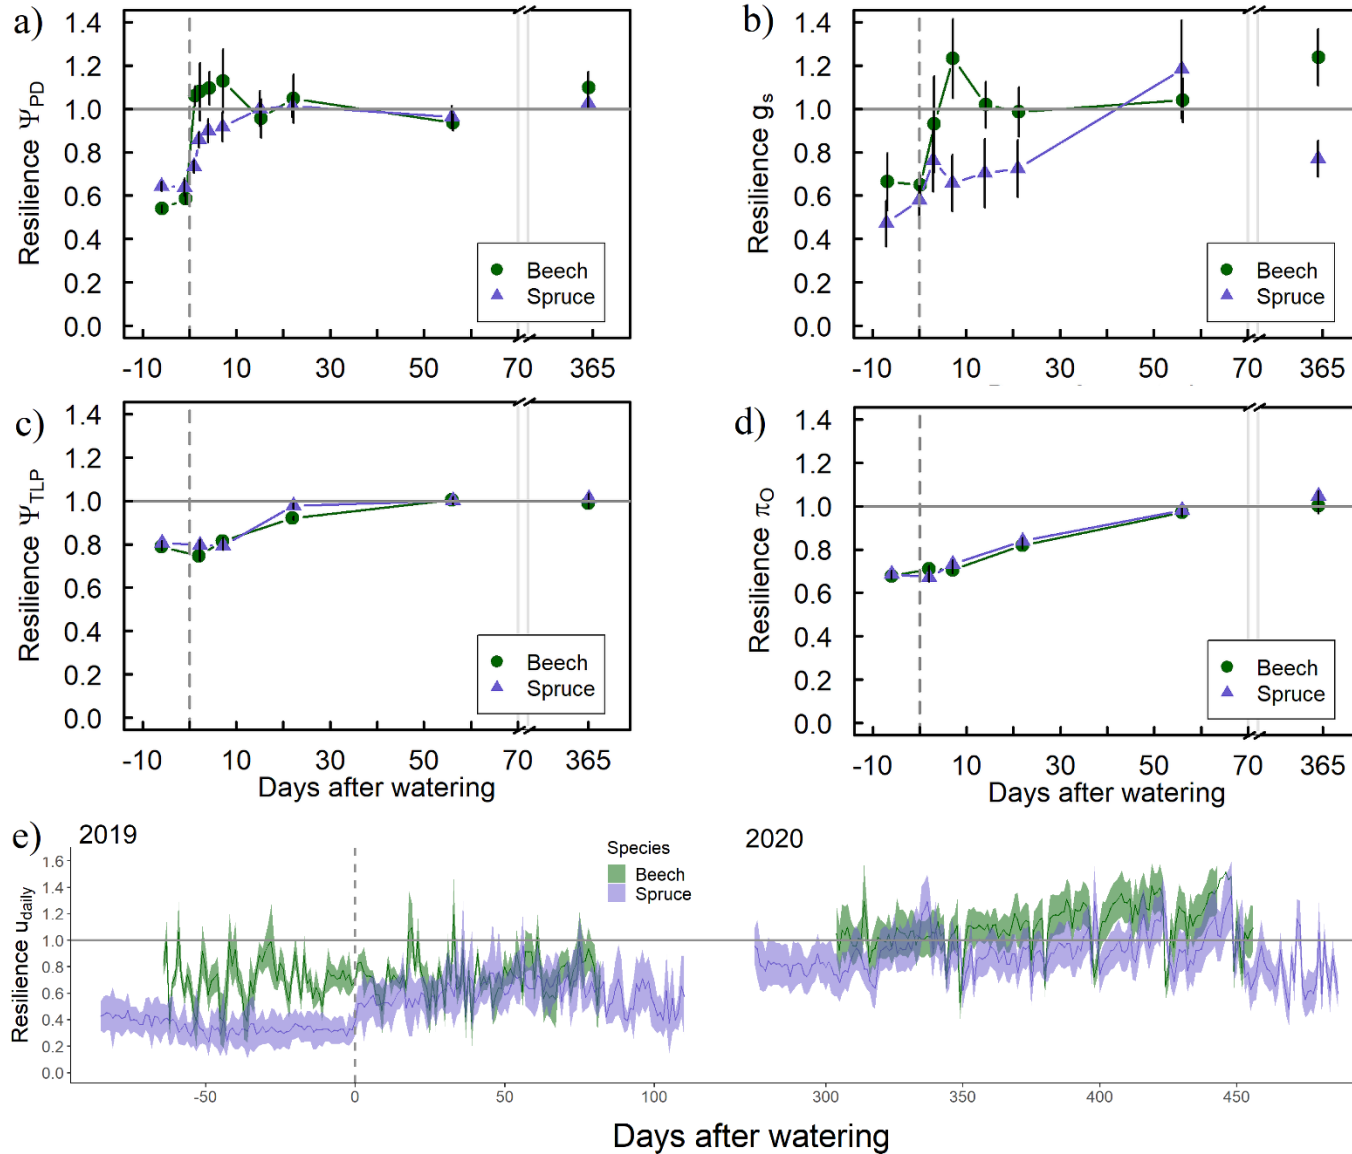 a)
Resilience Ψ_PD
1.4
1.2
1.0
0.8
0.6
0.4
0.2
0.0
Beech
Spruce
-10 10 30 50 70 365
b)
Resilience g_s
1.4
1.2
1.0
0.8
0.6
0.4
0.2
0.0
Beech
Spruce
-10 10 30 50 70 365
c)
Resilience Ψ_TLP
1.4
1.2
1.0
0.8
0.6
0.4
0.2
0.0
Beech
Spruce
-10 10 30 50 70 365
Days after watering
d)
Resilience π_O
1.4
1.2
1.0
0.8
0.6
0.4
0.2
0.0
Beech
Spruce
-10 10 30 50 70 365
Days after watering
e) 2019
2020
Species
Beech
Spruce
Resilience u_daily
1.6
1.4
1.2
1.0
0.8
0.6
0.4
0.2
0.0
-50 0 50 100 300 350 400 450
Days after watering